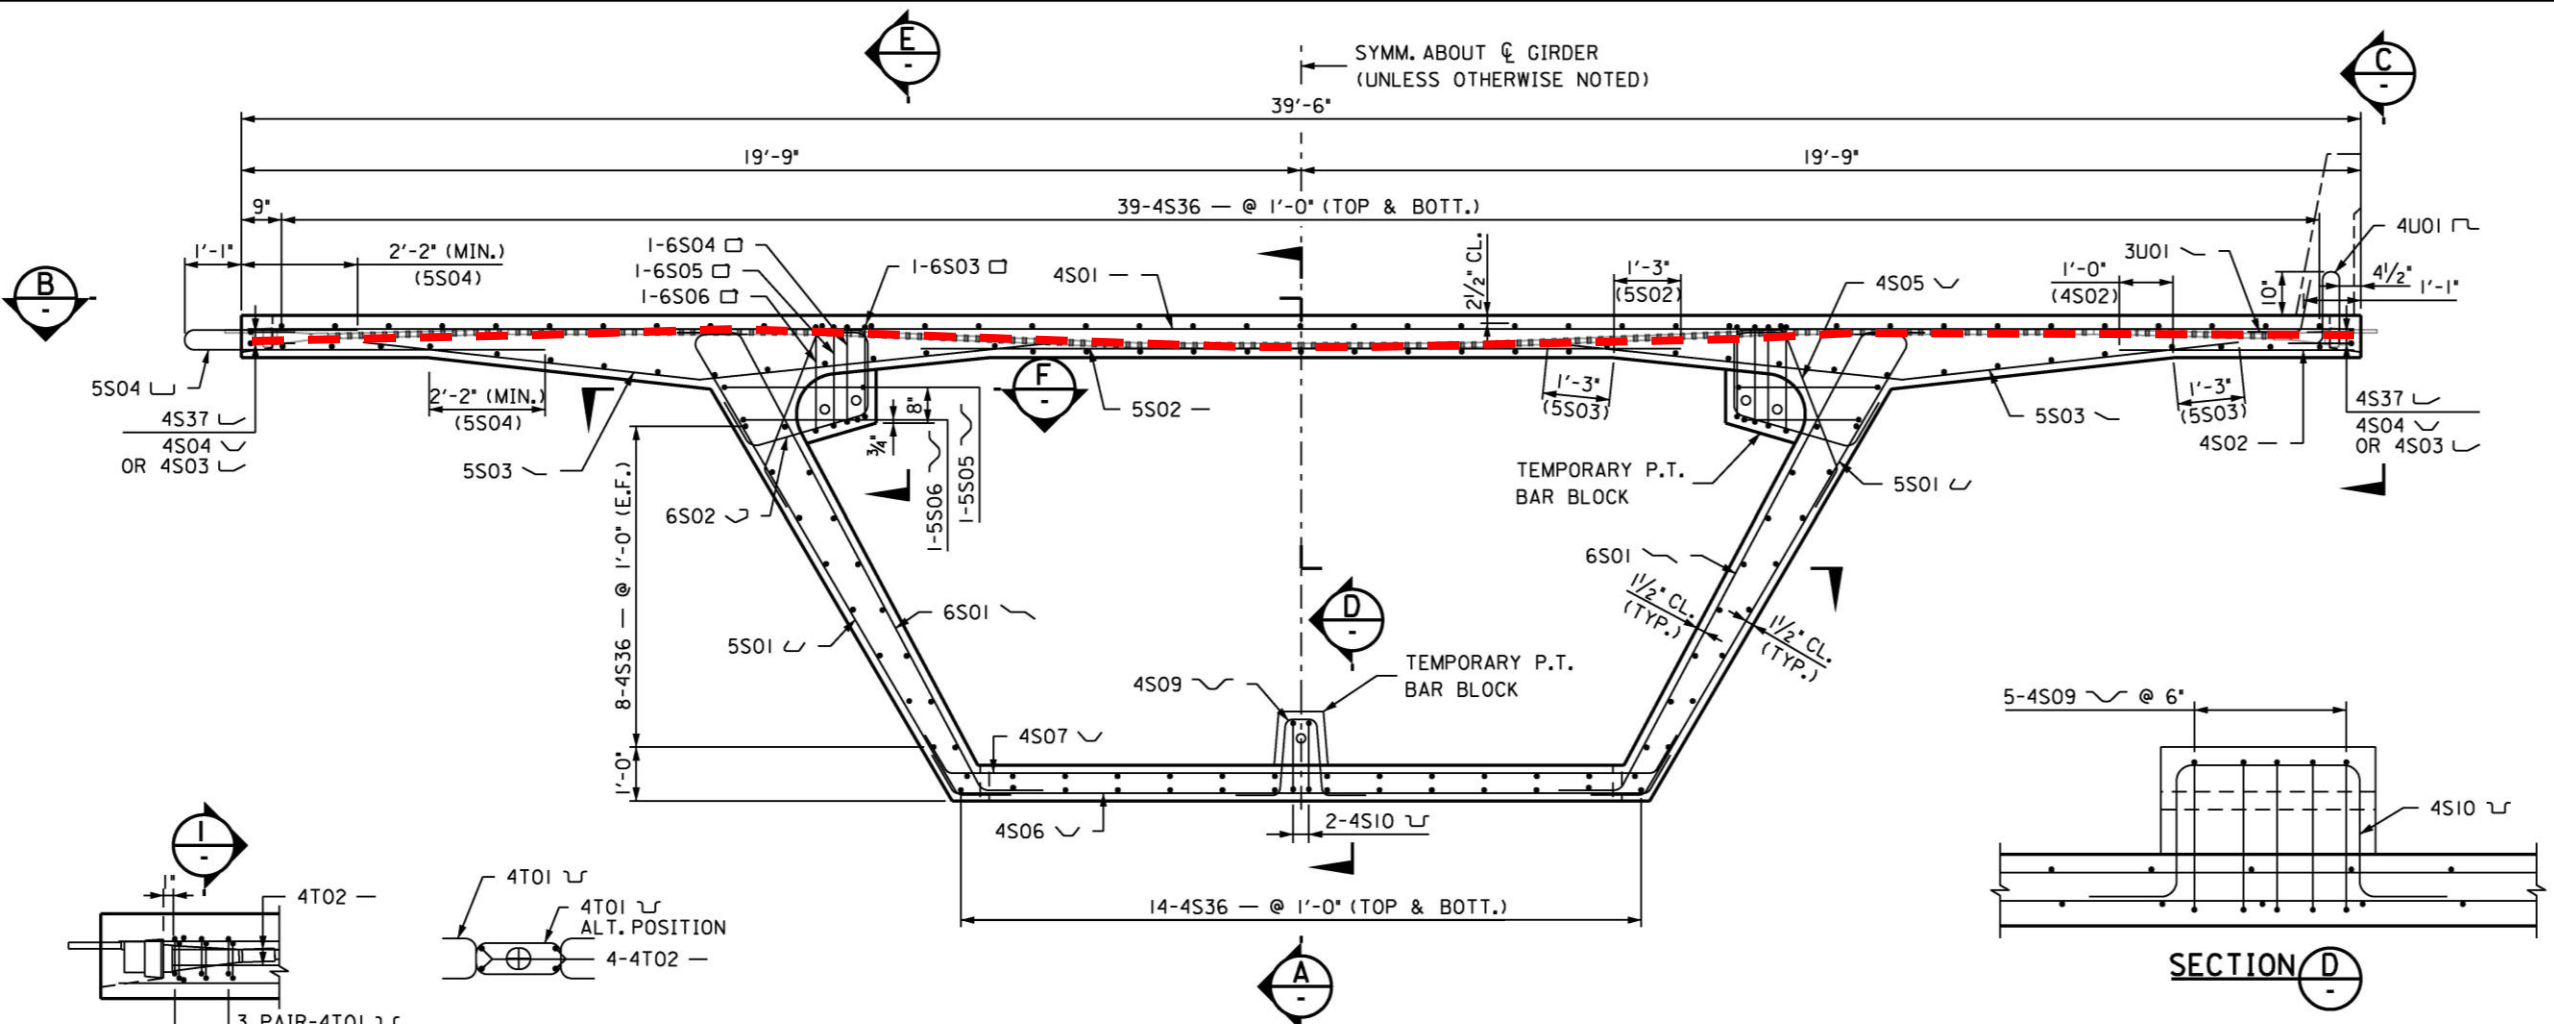 E
-
SYMM. ABOUT ℄ GIRDER
(UNLESS OTHERWISE NOTED)
C
-
39'-6"
19'-9"
19'-9"
39-4S36 — @ 1'-0" (TOP & BOTT.)
9"
1'-1"
2'-2" (MIN.)
(5S04)
1-6S04
1-6S05
1-6S06
1-6S03
4S01
2½" CL.
1'-3"
(5S02)
4S05
3U01
1'-0"
(4S02)
10"
4U01
4½"
1'-1"
B
-
5S04
4S37
4S04
OR 4S03
2'-2" (MIN.)
(5S04)
5S03
6S02
8"
¾"
1-5S06
1-5S05
F
-
5S02
1'-3"
(5S03)
TEMPORARY P.T.
BAR BLOCK
5S01
5S03
1'-3"
(5S03)
4S02
4S37
4S04
OR 4S03
8-4S36 — @ 1'-0" (E.F.)
1'-0"
5S01
6S01
6S01
1½" CL.
(TYP.)
1½" CL.
(TYP.)
D
-
4S09
TEMPORARY P.T.
BAR BLOCK
4S07
4S06
2-4S10
14-4S36 — @ 1'-0" (TOP & BOTT.)
A
-
5-4S09 @ 6"
4S10
SECTION D
-
I
-
1"
4T02
3 PAIR-4T01
4T01
4T01
ALT. POSITION
4-4T02